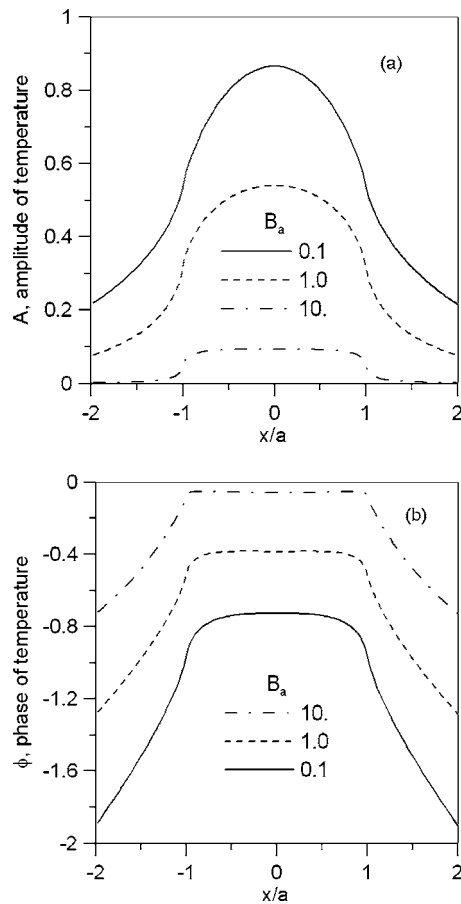 1
(a)
0.8
0.6
0.4
0.2
0
A, amplitude of temperature
Ba
0.1
1.0
10.
-2 -1 0 1 2
x/a
0
(b)
-0.4
-0.8
-1.2
-1.6
-2
ϕ, phase of temperature
Ba
10.
1.0
0.1
-2 -1 0 1 2
x/a